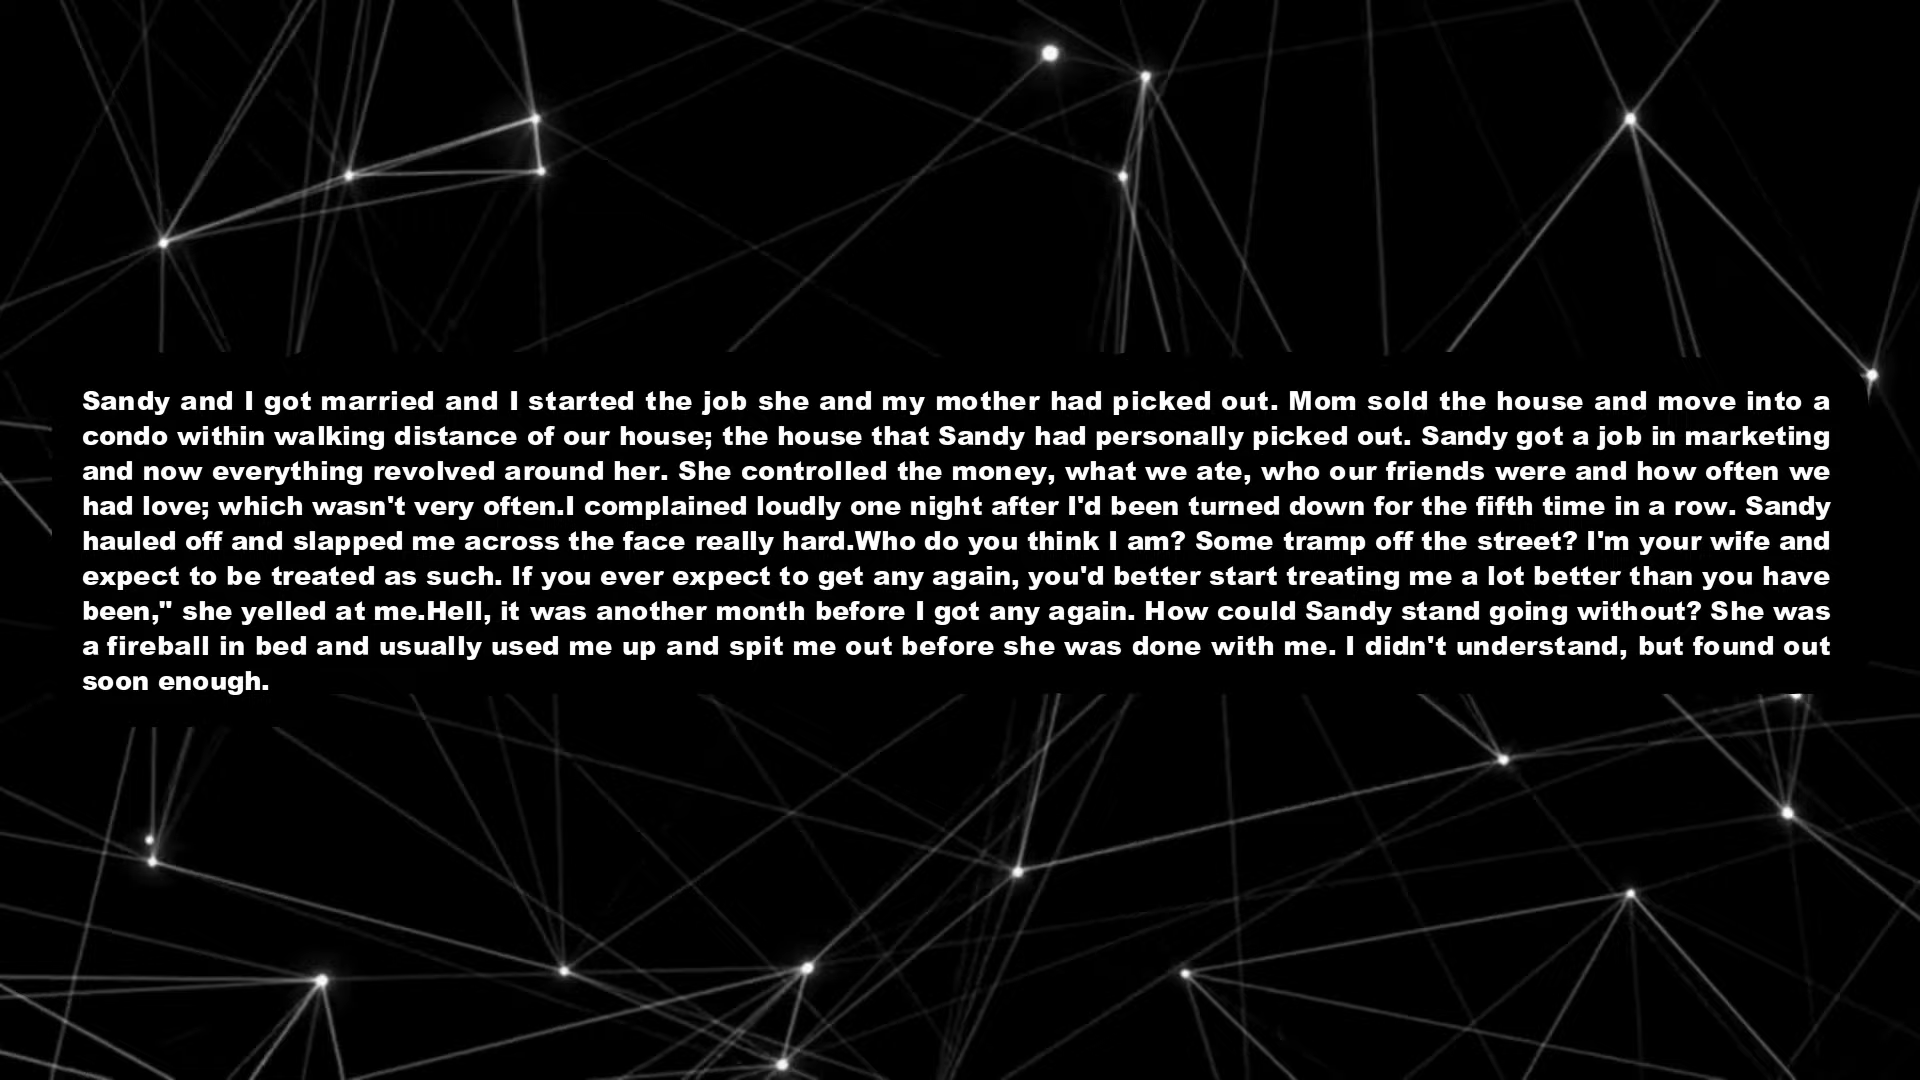 Sandy and I got married and I started the job she and my mother had picked out. Mom sold the house and move into a
condo within walking distance of our house; the house that Sandy had personally picked out. Sandy got a job in marketing
and now everything revolved around her. She controlled the money, what we ate, who our friends were and how often we
had love; which wasn't very often.I complained loudly one night after I'd been turned down for the fifth time in a row. Sandy
hauled off and slapped me across the face really hard.Who do you think I am? Some tramp off the street? I'm your wife and
expect to be treated as such. If you ever expect to get any again, you'd better start treating me a lot better than you have
been," she yelled at me.Hell, it was another month before I got any again. How could Sandy stand going without? She was
a fireball in bed and usually used me up and spit me out before she was done with me. I didn't understand, but found out
soon enough.